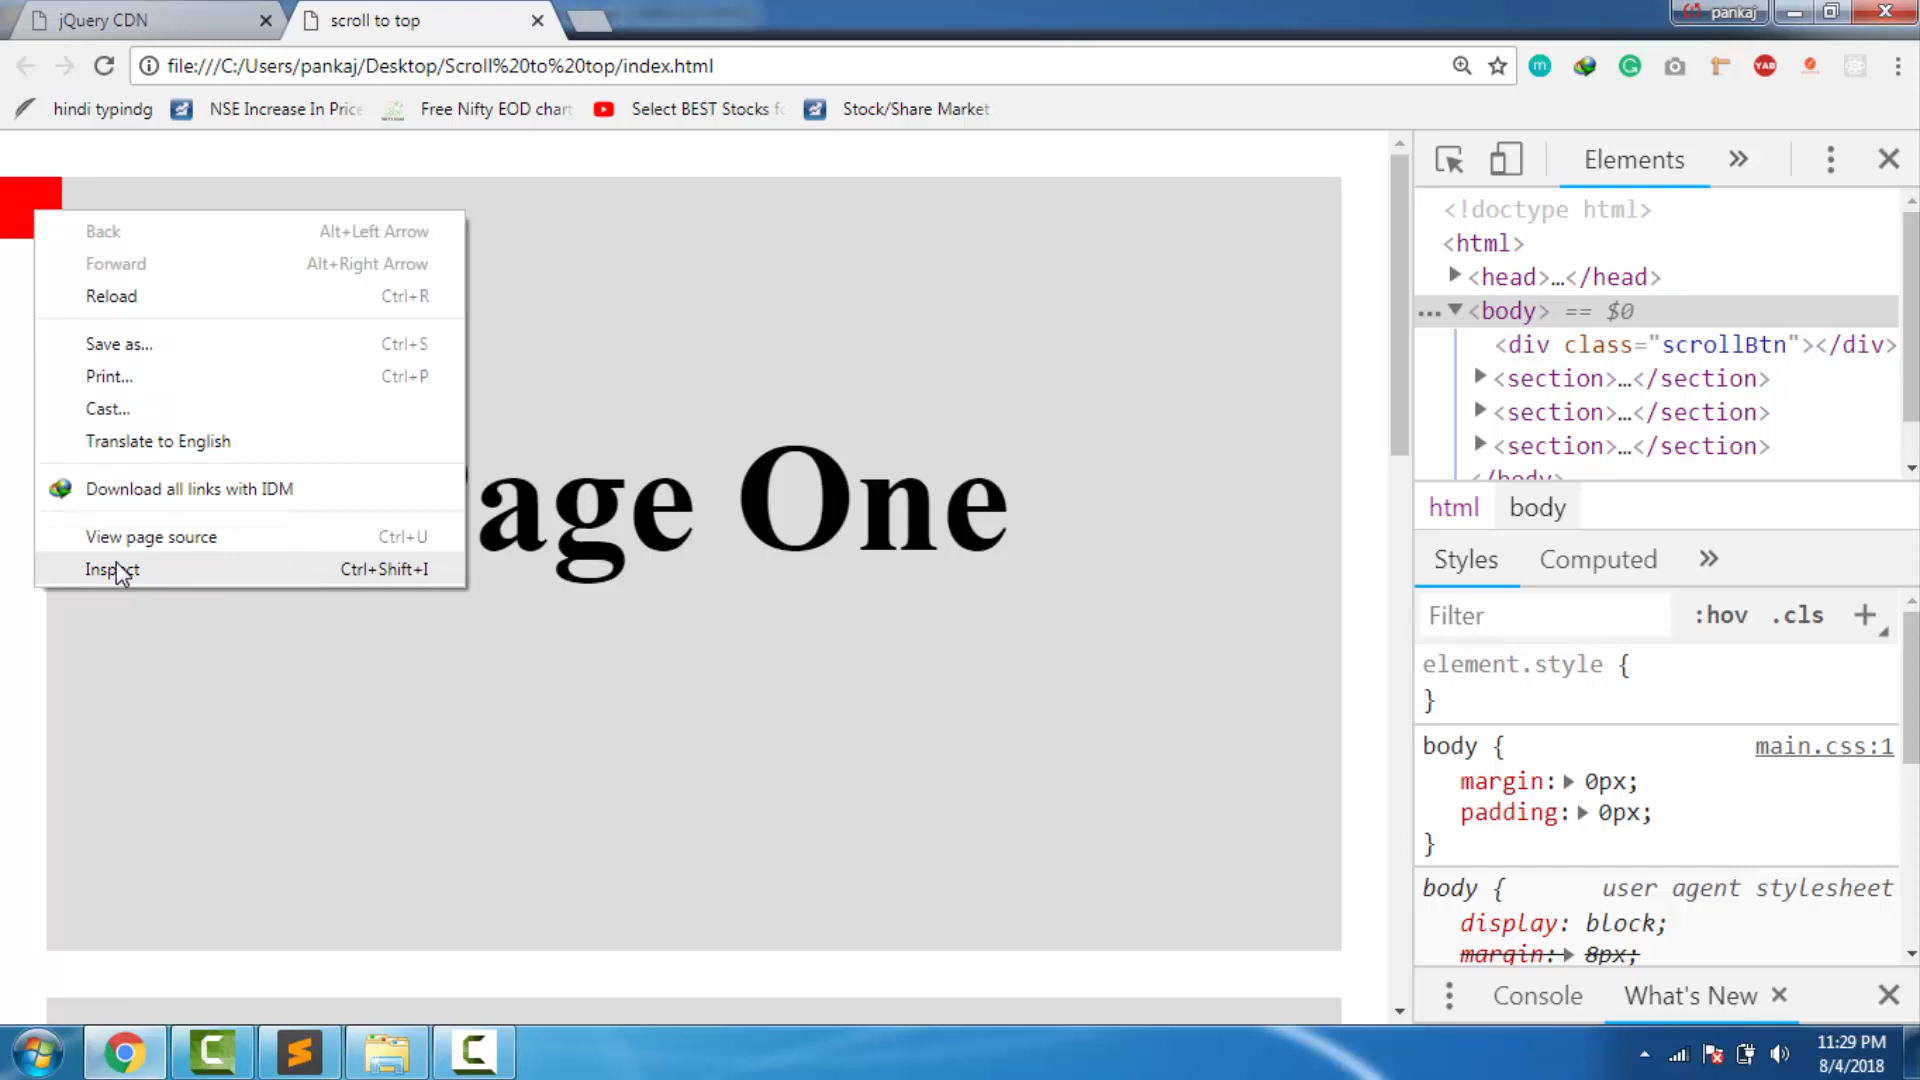 jQuery CDN
scroll to top
pankaj
file:///C:/Users/pankaj/Desktop/Scroll%20to%20top/index.html
m
YAB
hindi typindg
NSE Increase In Price
Free Nifty EOD chart
Select BEST Stocks fo
Stock/Share Market
Back Alt+Left Arrow
Forward Alt+Right Arrow
Reload Ctrl+R
Save as... Ctrl+S
Print... Ctrl+P
Cast...
Translate to English
Download all links with IDM
View page source Ctrl+U
Inspect Ctrl+Shift+I
age One
Elements
<!doctype html>
<html>
<head>…</head>
<body> == $0
<div class="scrollBtn"></div>
<section>…</section>
<section>…</section>
<section>…</section>
</body>
html body
Styles Computed
Filter :hov .cls +
element.style {
}
body { main.css:1
margin: 0px;
padding: 0px;
}
body { user agent stylesheet
display: block;
margin: 8px;
Console What's New
11:29 PM
8/4/2018